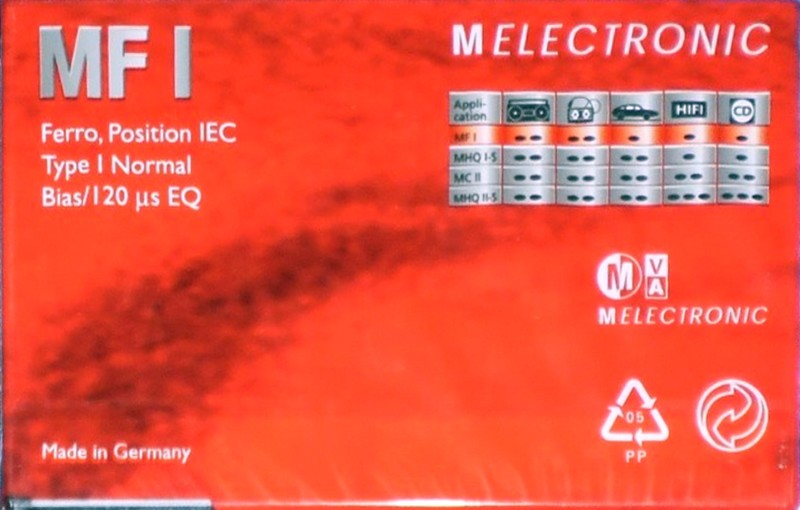 MF I
MELECTRONIC
Ferro, Position IEC
Type I Normal
Bias/120 µs EQ
Appli-
cation
HIFI
CD
MF I
MHQ I-S
MC II
MHQ II-S
M
V
A
MELECTRONIC
05
PP
Made in Germany